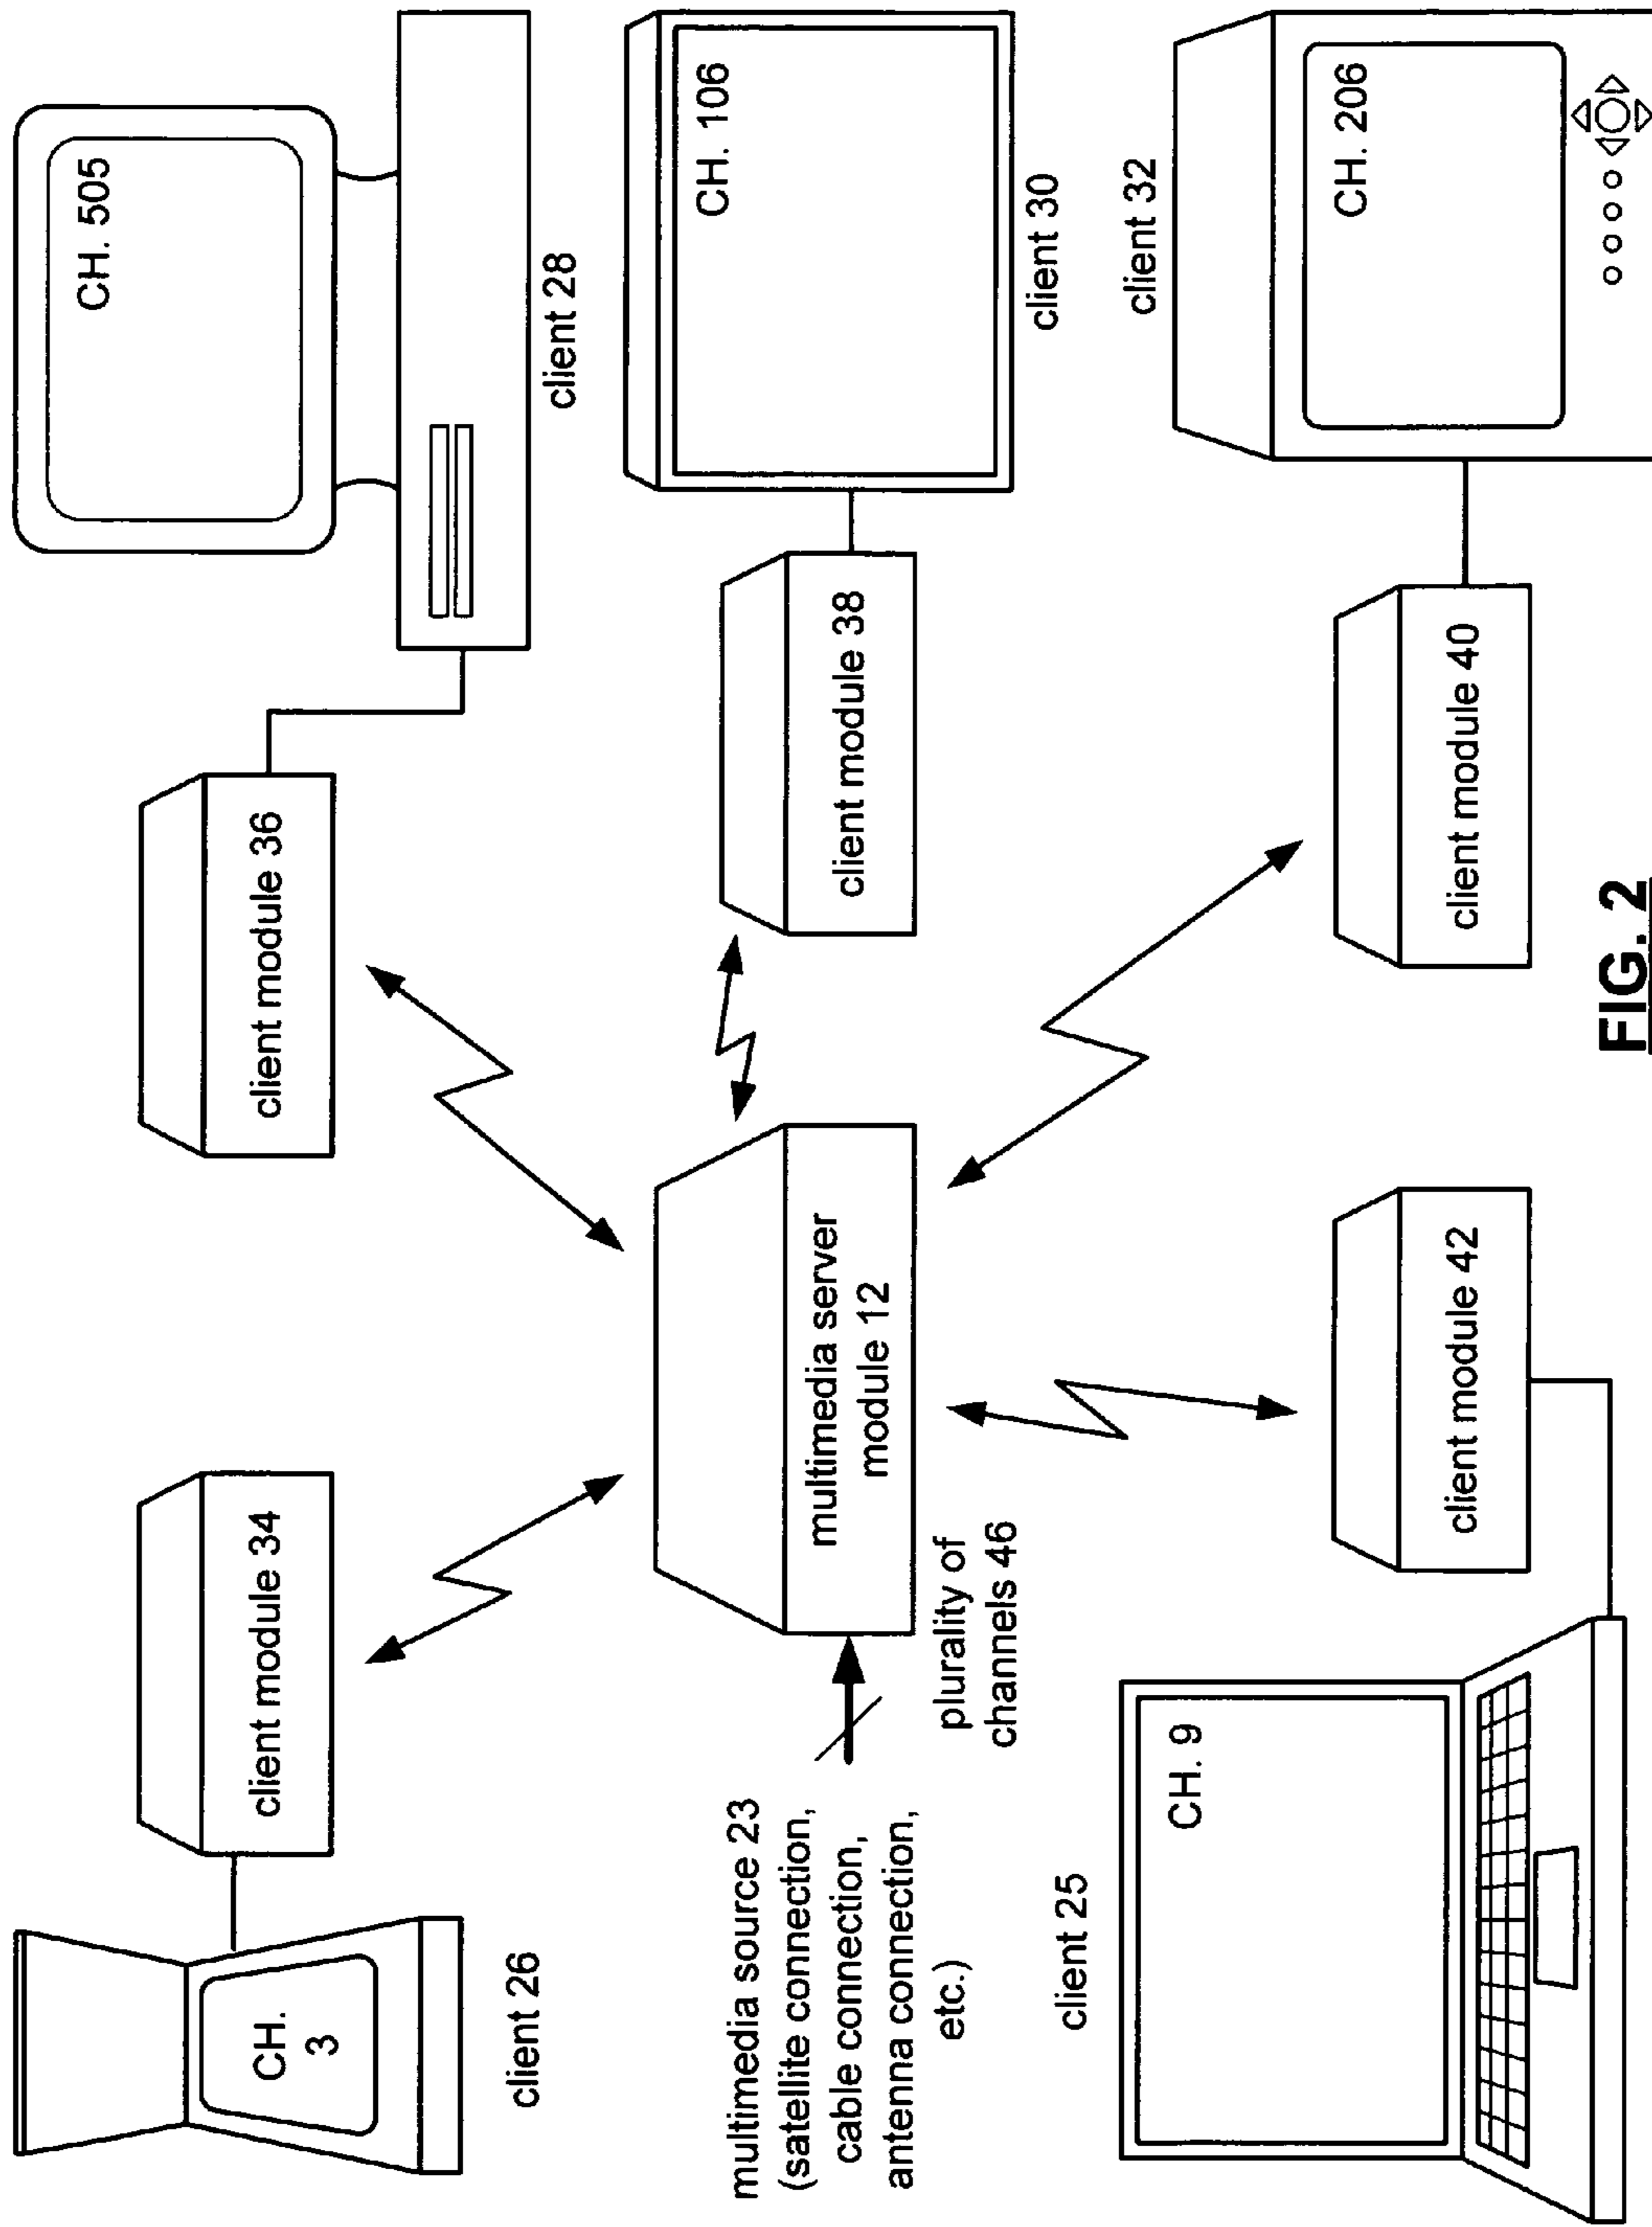 CH.
3
client 26
client module 34
client module 36
CH. 505
client 28
multimedia source 23
(satellite connection,
cable connection,
antenna connection,
etc.)
plurality of
channels 46
multimedia server
module 12
client module 38
CH. 106
client 30
client 25
CH. 9
client module 42
client module 40
client 32
CH. 206
FIG. 2